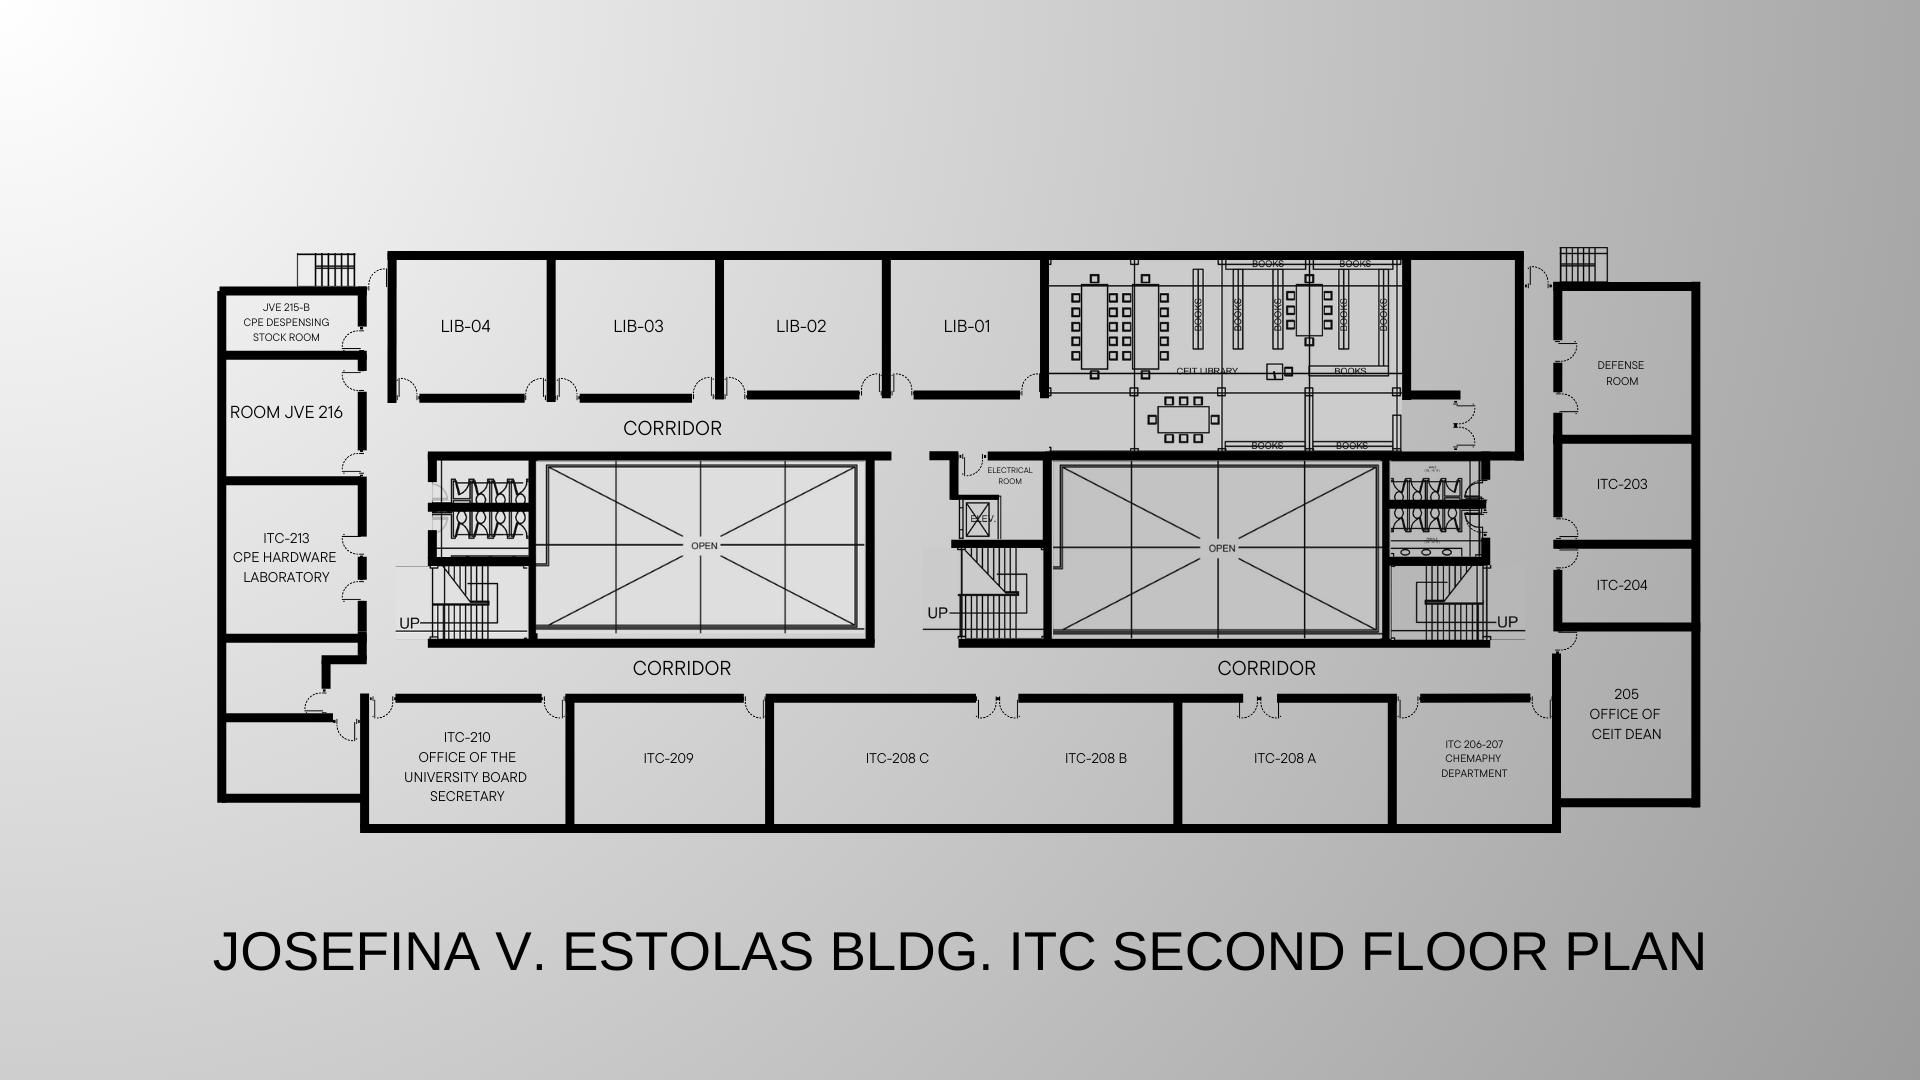 BOOKS BOOKS
JVE 215-B
CPE DESPENSING
STOCK ROOM
LIB-04
LIB-03
LIB-02
LIB-01
BOOKS
BOOKS
BOOKS
BOOKS
BOOKS
CEIT LIBRARY
BOOKS
DEFENSE
ROOM
ROOM JVE 216
CORRIDOR
BOOKS BOOKS
ELECTRICAL
ROOM
ITC-203
ELEV.
ITC-213
CPE HARDWARE
LABORATORY
OPEN
OPEN
ITC-204
UP
UP
UP
CORRIDOR
CORRIDOR
205
OFFICE OF
CEIT DEAN
ITC-210
OFFICE OF THE
UNIVERSITY BOARD
SECRETARY
ITC-209
ITC-208 C
ITC-208 B
ITC-208 A
ITC 206-207
CHEMAPHY
DEPARTMENT
JOSEFINA V. ESTOLAS BLDG. ITC SECOND FLOOR PLAN